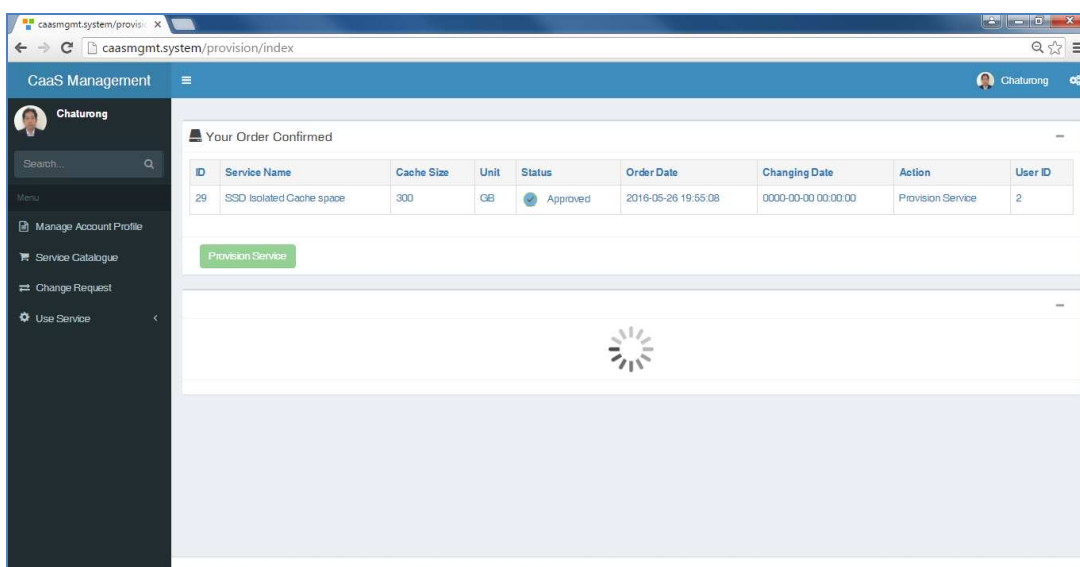 caasmgmt.system/provisi
caasmgmt.system/provision/index
CaaS Management
Chaturong
Chaturong
Your Order Confirmed
Search...
ID Service Name Cache Size Unit Status Order Date Changing Date Action User ID
Menu
29 SSD Isolated Cache space 300 GB Approved 2016-05-26 19:55:08 0000-00-00 00:00:00 Provision Service 2
Manage Account Profile
Provision Service
Service Catalogue
Change Request
Use Service